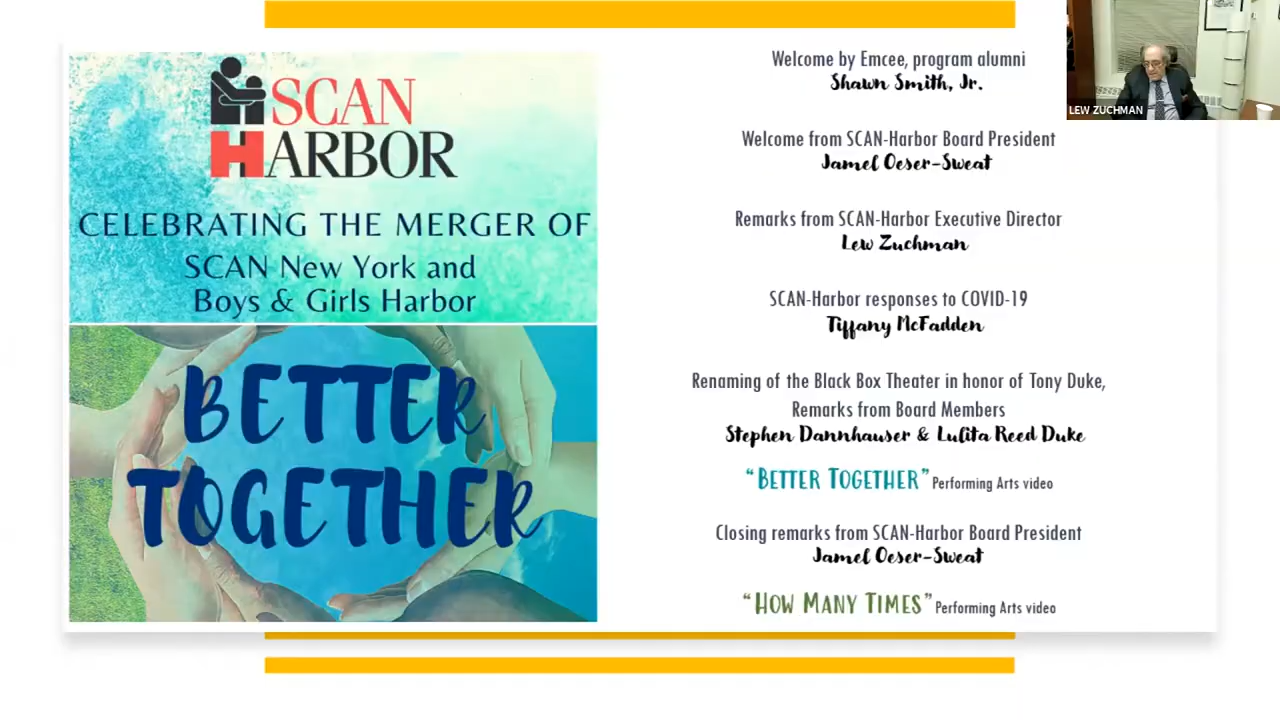 SCAN
HARBOR
CELEBRATING THE MERGER OF
SCAN New York and
Boys & Girls Harbor
BETTER
TOGETHER
Welcome by Emcee, program alumni
Shawn Smith, Jr.
Welcome from SCAN-Harbor Board President
Jamel Oeser-Sweat
Remarks from SCAN-Harbor Executive Director
Lew Zuchman
SCAN-Harbor responses to COVID-19
Tiffany McFadden
Renaming of the Black Box Theater in honor of Tony Duke,
Remarks from Board Members
Stephen Dannhauser & Lulita Reed Duke
“BETTER TOGETHER” Performing Arts video
Closing remarks from SCAN-Harbor Board President
Jamel Oeser-Sweat
“HOW MANY TIMES” Performing Arts video
LEW ZUCHMAN